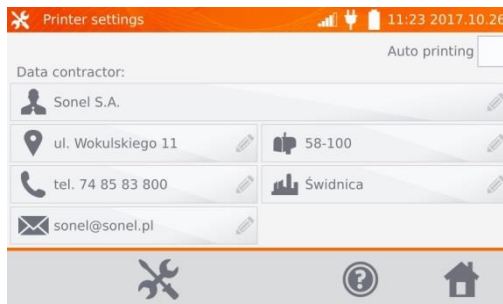 Printer settings
11:23 2017.10.26
Auto printing
Data contractor:
Sonel S.A.
ul. Wokulskiego 11
58-100
tel. 74 85 83 800
Świdnica
sonel@sonel.pl